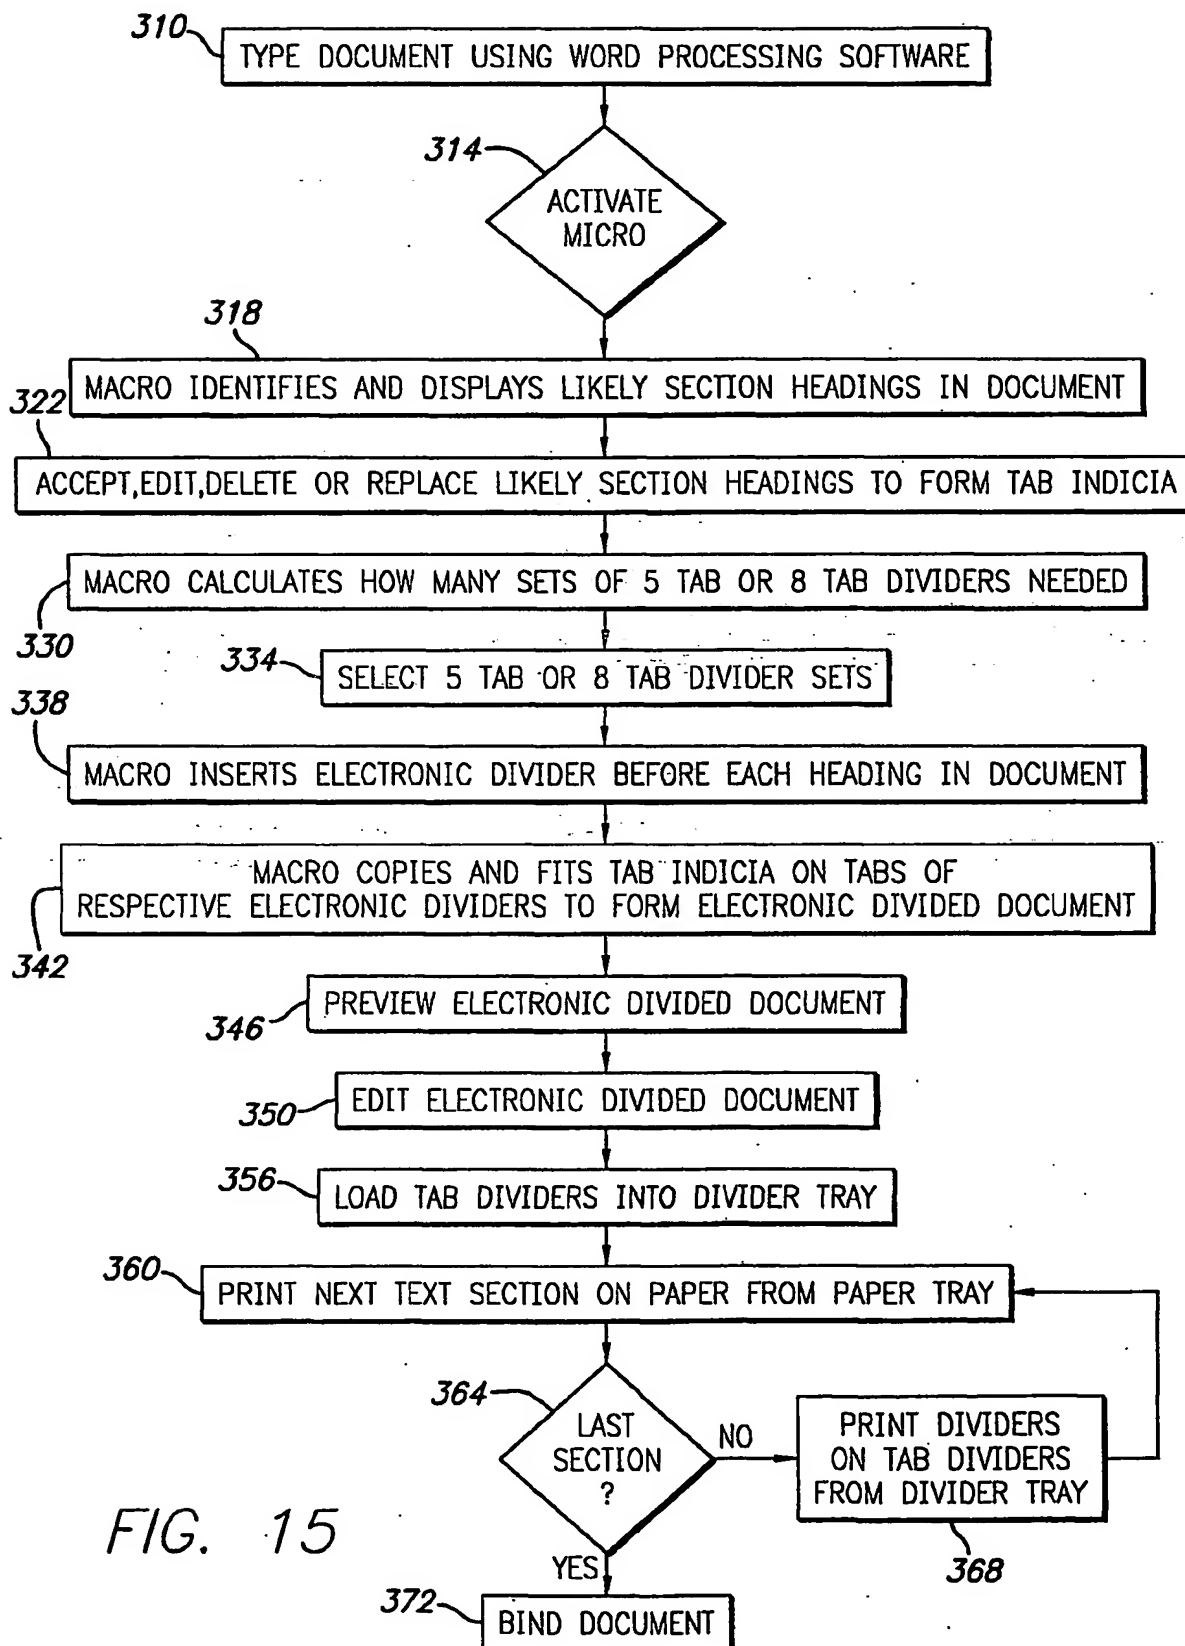 310
TYPE DOCUMENT USING WORD PROCESSING SOFTWARE
314
ACTIVATE
MICRO
318
MACRO IDENTIFIES AND DISPLAYS LIKELY SECTION HEADINGS IN DOCUMENT
322
ACCEPT,EDIT,DELETE OR REPLACE LIKELY SECTION HEADINGS TO FORM TAB INDICIA
MACRO CALCULATES HOW MANY SETS OF 5 TAB OR 8 TAB DIVIDERS NEEDED
330
334
SELECT 5 TAB OR 8 TAB DIVIDER SETS
338
MACRO INSERTS ELECTRONIC DIVIDER BEFORE EACH HEADING IN DOCUMENT
MACRO COPIES AND FITS TAB INDICIA ON TABS OF
RESPECTIVE ELECTRONIC DIVIDERS TO FORM ELECTRONIC DIVIDED DOCUMENT
342
PREVIEW ELECTRONIC DIVIDED DOCUMENT
346
EDIT ELECTRONIC DIVIDED DOCUMENT
350
356
LOAD TAB DIVIDERS INTO DIVIDER TRAY
360
PRINT NEXT TEXT SECTION ON PAPER FROM PAPER TRAY
364
LAST
SECTION
?
NO
PRINT DIVIDERS
ON TAB DIVIDERS
FROM DIVIDER TRAY
368
YES
372
BIND DOCUMENT
FIG. 15